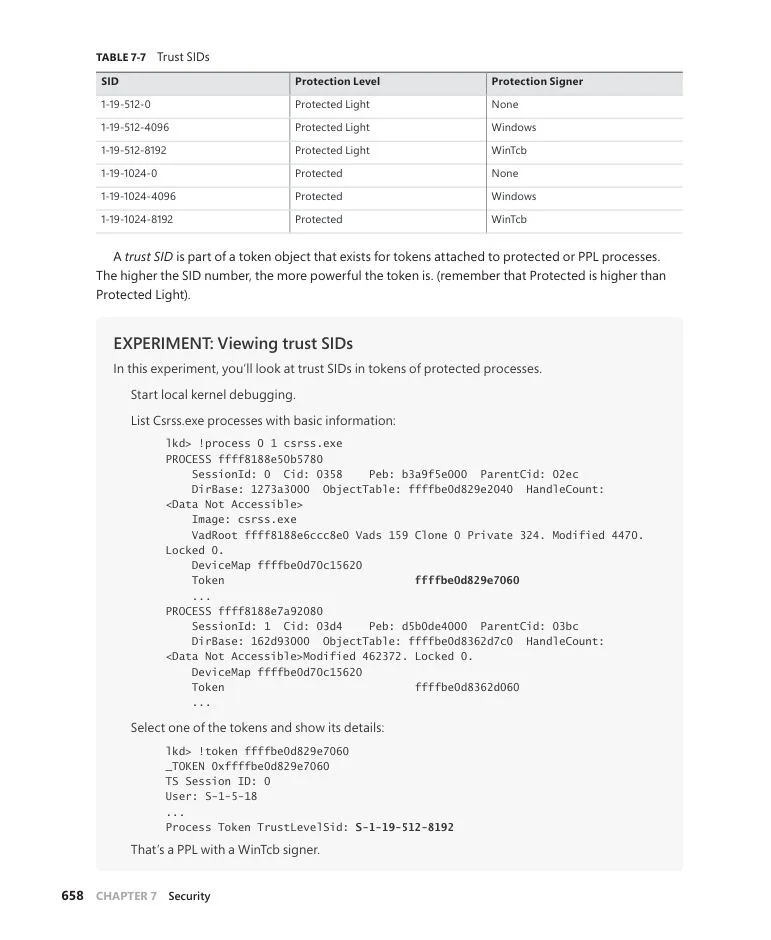 TABLE 7-7 Trust SIDs
SID Protection Level Protection Signer
1-19-512-0 Protected Light None
1-19-512-4096 Protected Light Windows
1-19-512-8192 Protected Light WinTcb
1-19-1024-0 Protected None
1-19-1024-4096 Protected Windows
1-19-1024-8192 Protected WinTcb
A trust SID is part of a token object that exists for tokens attached to protected or PPL processes.
The higher the SID number, the more powerful the token is. (remember that Protected is higher than
Protected Light).
EXPERIMENT: Viewing trust SIDs
In this experiment, you’ll look at trust SIDs in tokens of protected processes.
Start local kernel debugging.
List Csrss.exe processes with basic information:
lkd> !process 0 1 csrss.exe
PROCESS ffff8188e50b5780
SessionId: 0 Cid: 0358 Peb: b3a9f5e000 ParentCid: 02ec
DirBase: 1273a3000 ObjectTable: ffffbe0d829e2040 HandleCount:
<Data Not Accessible>
Image: csrss.exe
VadRoot ffff8188e6ccc8e0 Vads 159 Clone 0 Private 324. Modified 4470.
Locked 0.
DeviceMap ffffbe0d70c15620
Token ffffbe0d829e7060
...
PROCESS ffff8188e7a92080
SessionId: 1 Cid: 03d4 Peb: d5b0de4000 ParentCid: 03bc
DirBase: 162d93000 ObjectTable: ffffbe0d8362d7c0 HandleCount:
<Data Not Accessible>Modified 462372. Locked 0.
DeviceMap ffffbe0d70c15620
Token ffffbe0d8362d060
...
Select one of the tokens and show its details:
lkd> !token ffffbe0d829e7060
_TOKEN 0xffffbe0d829e7060
TS Session ID: 0
User: S-1-5-18
...
Process Token TrustLevelSid: S-1-19-512-8192
That’s a PPL with a WinTcb signer.
658 CHAPTER 7 Security